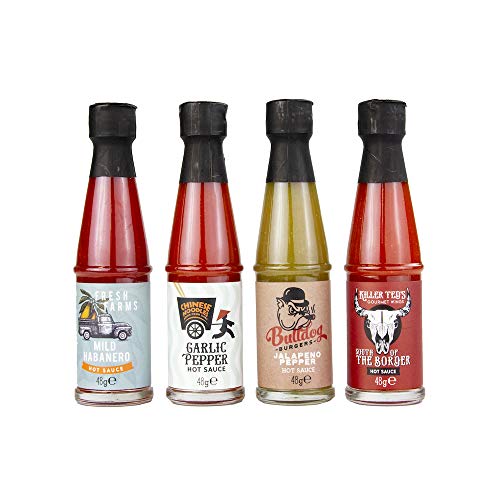 FRESH
FARMS
MILD
HABANERO
HOT SAUCE
48g℮
CHINESE
NOODLES
GARLIC
PEPPER
HOT SAUCE
48g℮
Bulldog
BURGERS
JALAPENO
PEPPER
HOT SAUCE
48g℮
KILLER TED'S
GOURMET WINGS
SOUTH OF
THE BORDER
HOT SAUCE
48g℮